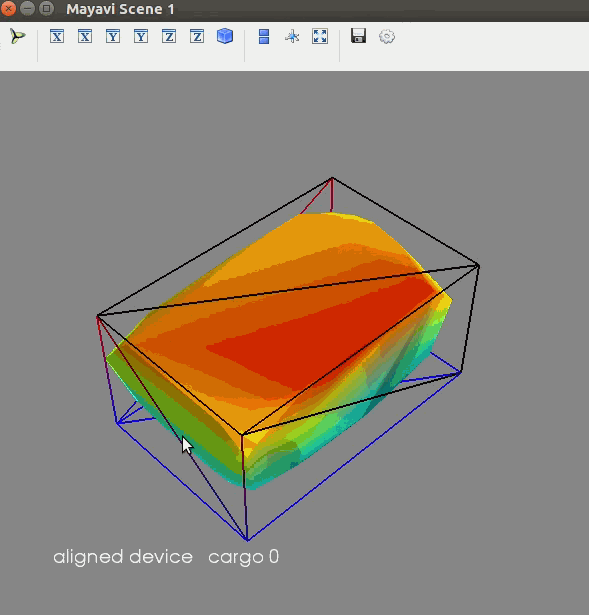 Mayavi Scene 1
X X Y Y Z Z
aligned device cargo 0